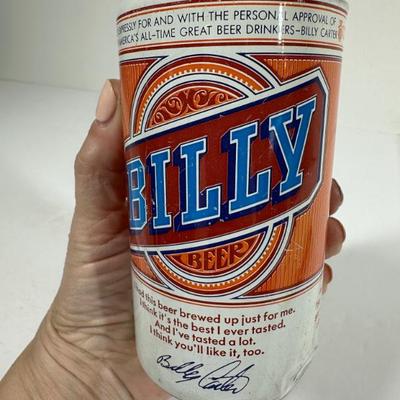 EXPRESSLY FOR AND WITH THE PERSONAL APPROVAL OF
AMERICA'S ALL-TIME GREAT BEER DRINKERS—BILLY CARTER
BILLY
BEER
had this beer brewed up just for me.
I think it's the best I ever tasted.
And I've tasted a lot.
I think you'll like it, too.
Billy Carter